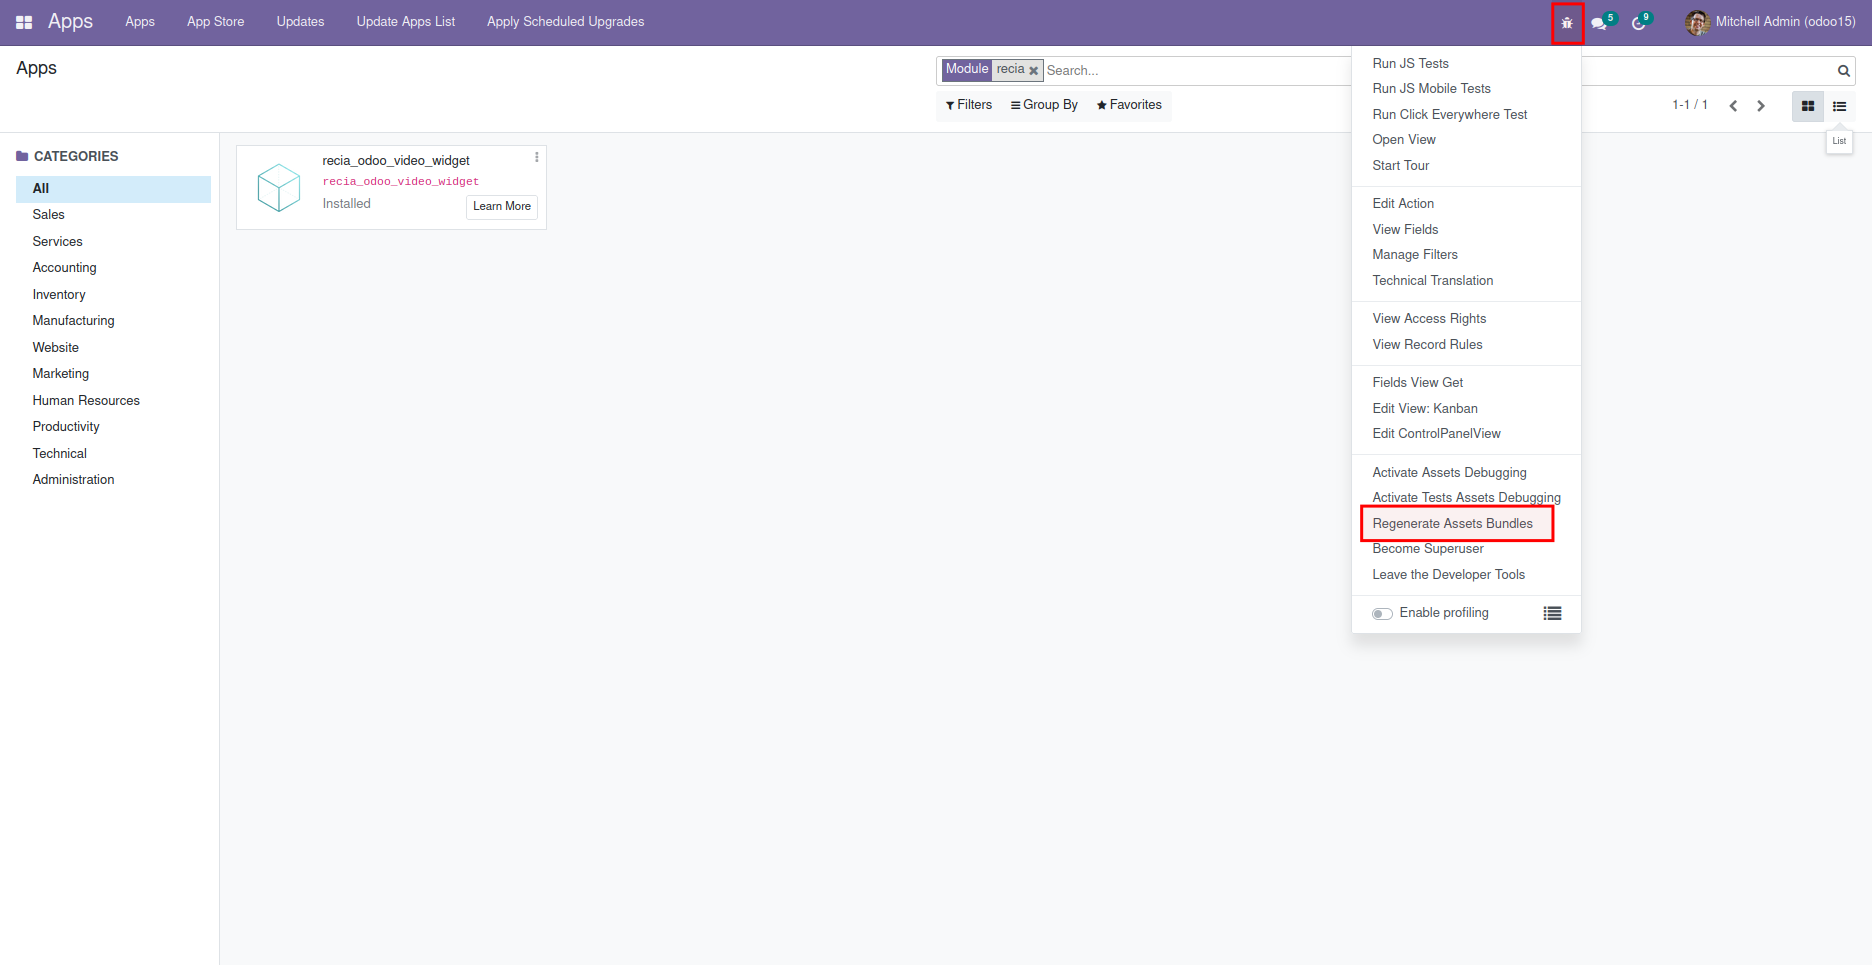 Apps
Apps
App Store
Updates
Update Apps List
Apply Scheduled Upgrades
5
9
Mitchell Admin (odoo15)
Apps
Module
recia
Search...
Filters
Group By
Favorites
1-1 / 1
List
CATEGORIES
All
Sales
Services
Accounting
Inventory
Manufacturing
Website
Marketing
Human Resources
Productivity
Technical
Administration
recia_odoo_video_widget
recia_odoo_video_widget
Installed
Learn More
Run JS Tests
Run JS Mobile Tests
Run Click Everywhere Test
Open View
Start Tour
Edit Action
View Fields
Manage Filters
Technical Translation
View Access Rights
View Record Rules
Fields View Get
Edit View: Kanban
Edit ControlPanelView
Activate Assets Debugging
Activate Tests Assets Debugging
Regenerate Assets Bundles
Become Superuser
Leave the Developer Tools
Enable profiling